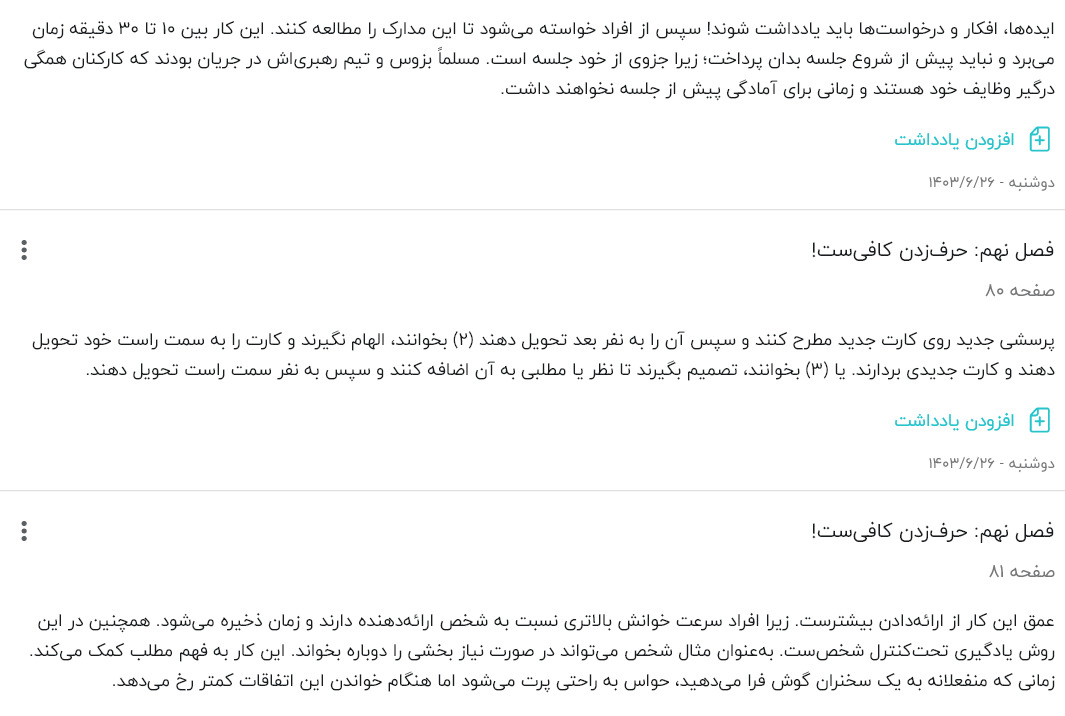 ایده‌ها، افکار و درخواست‌ها باید یادداشت شوند! سپس از افراد خواسته می‌شود تا این مدارک را مطالعه کنند. این کار بین ۱۰ تا ۳۰ دقیقه زمان
می‌برد و نباید پیش از شروع جلسه بدان پرداخت؛ زیرا جزوی از خود جلسه است. مسلماً بزوس و تیم رهبری‌اش در جریان بودند که کارکنان همگی
درگیر وظایف خود هستند و زمانی برای آمادگی پیش از جلسه نخواهند داشت.
افزودن یادداشت
دوشنبه - ۱۴۰۳/۶/۲۶
فصل نهم: حرف‌زدن کافی‌ست!
صفحه ۸۰
پرسشی جدید روی کارت جدید مطرح کنند و سپس آن را به نفر بعد تحویل دهند (۲) بخوانند، الهام نگیرند و کارت را به سمت راست خود تحویل
دهند و کارت جدیدی بردارند. یا (۳) بخوانند، تصمیم بگیرند تا نظر یا مطلبی به آن اضافه کنند و سپس به نفر سمت راست تحویل دهند.
افزودن یادداشت
دوشنبه - ۱۴۰۳/۶/۲۶
فصل نهم: حرف‌زدن کافی‌ست!
صفحه ۸۱
عمق این کار از ارائه‌دادن بیشترست. زیرا افراد سرعت خوانش بالاتری نسبت به شخص ارائه‌دهنده دارند و زمان ذخیره می‌شود. همچنین در این
روش یادگیری تحت‌کنترل شخص‌ست. به‌عنوان مثال شخص می‌تواند در صورت نیاز بخشی را دوباره بخواند. این کار به فهم مطلب کمک می‌کند.
زمانی که منفعلانه به یک سخنران گوش فرا می‌دهید، حواس به راحتی پرت می‌شود اما هنگام خواندن این اتفاقات کمتر رخ می‌دهد.